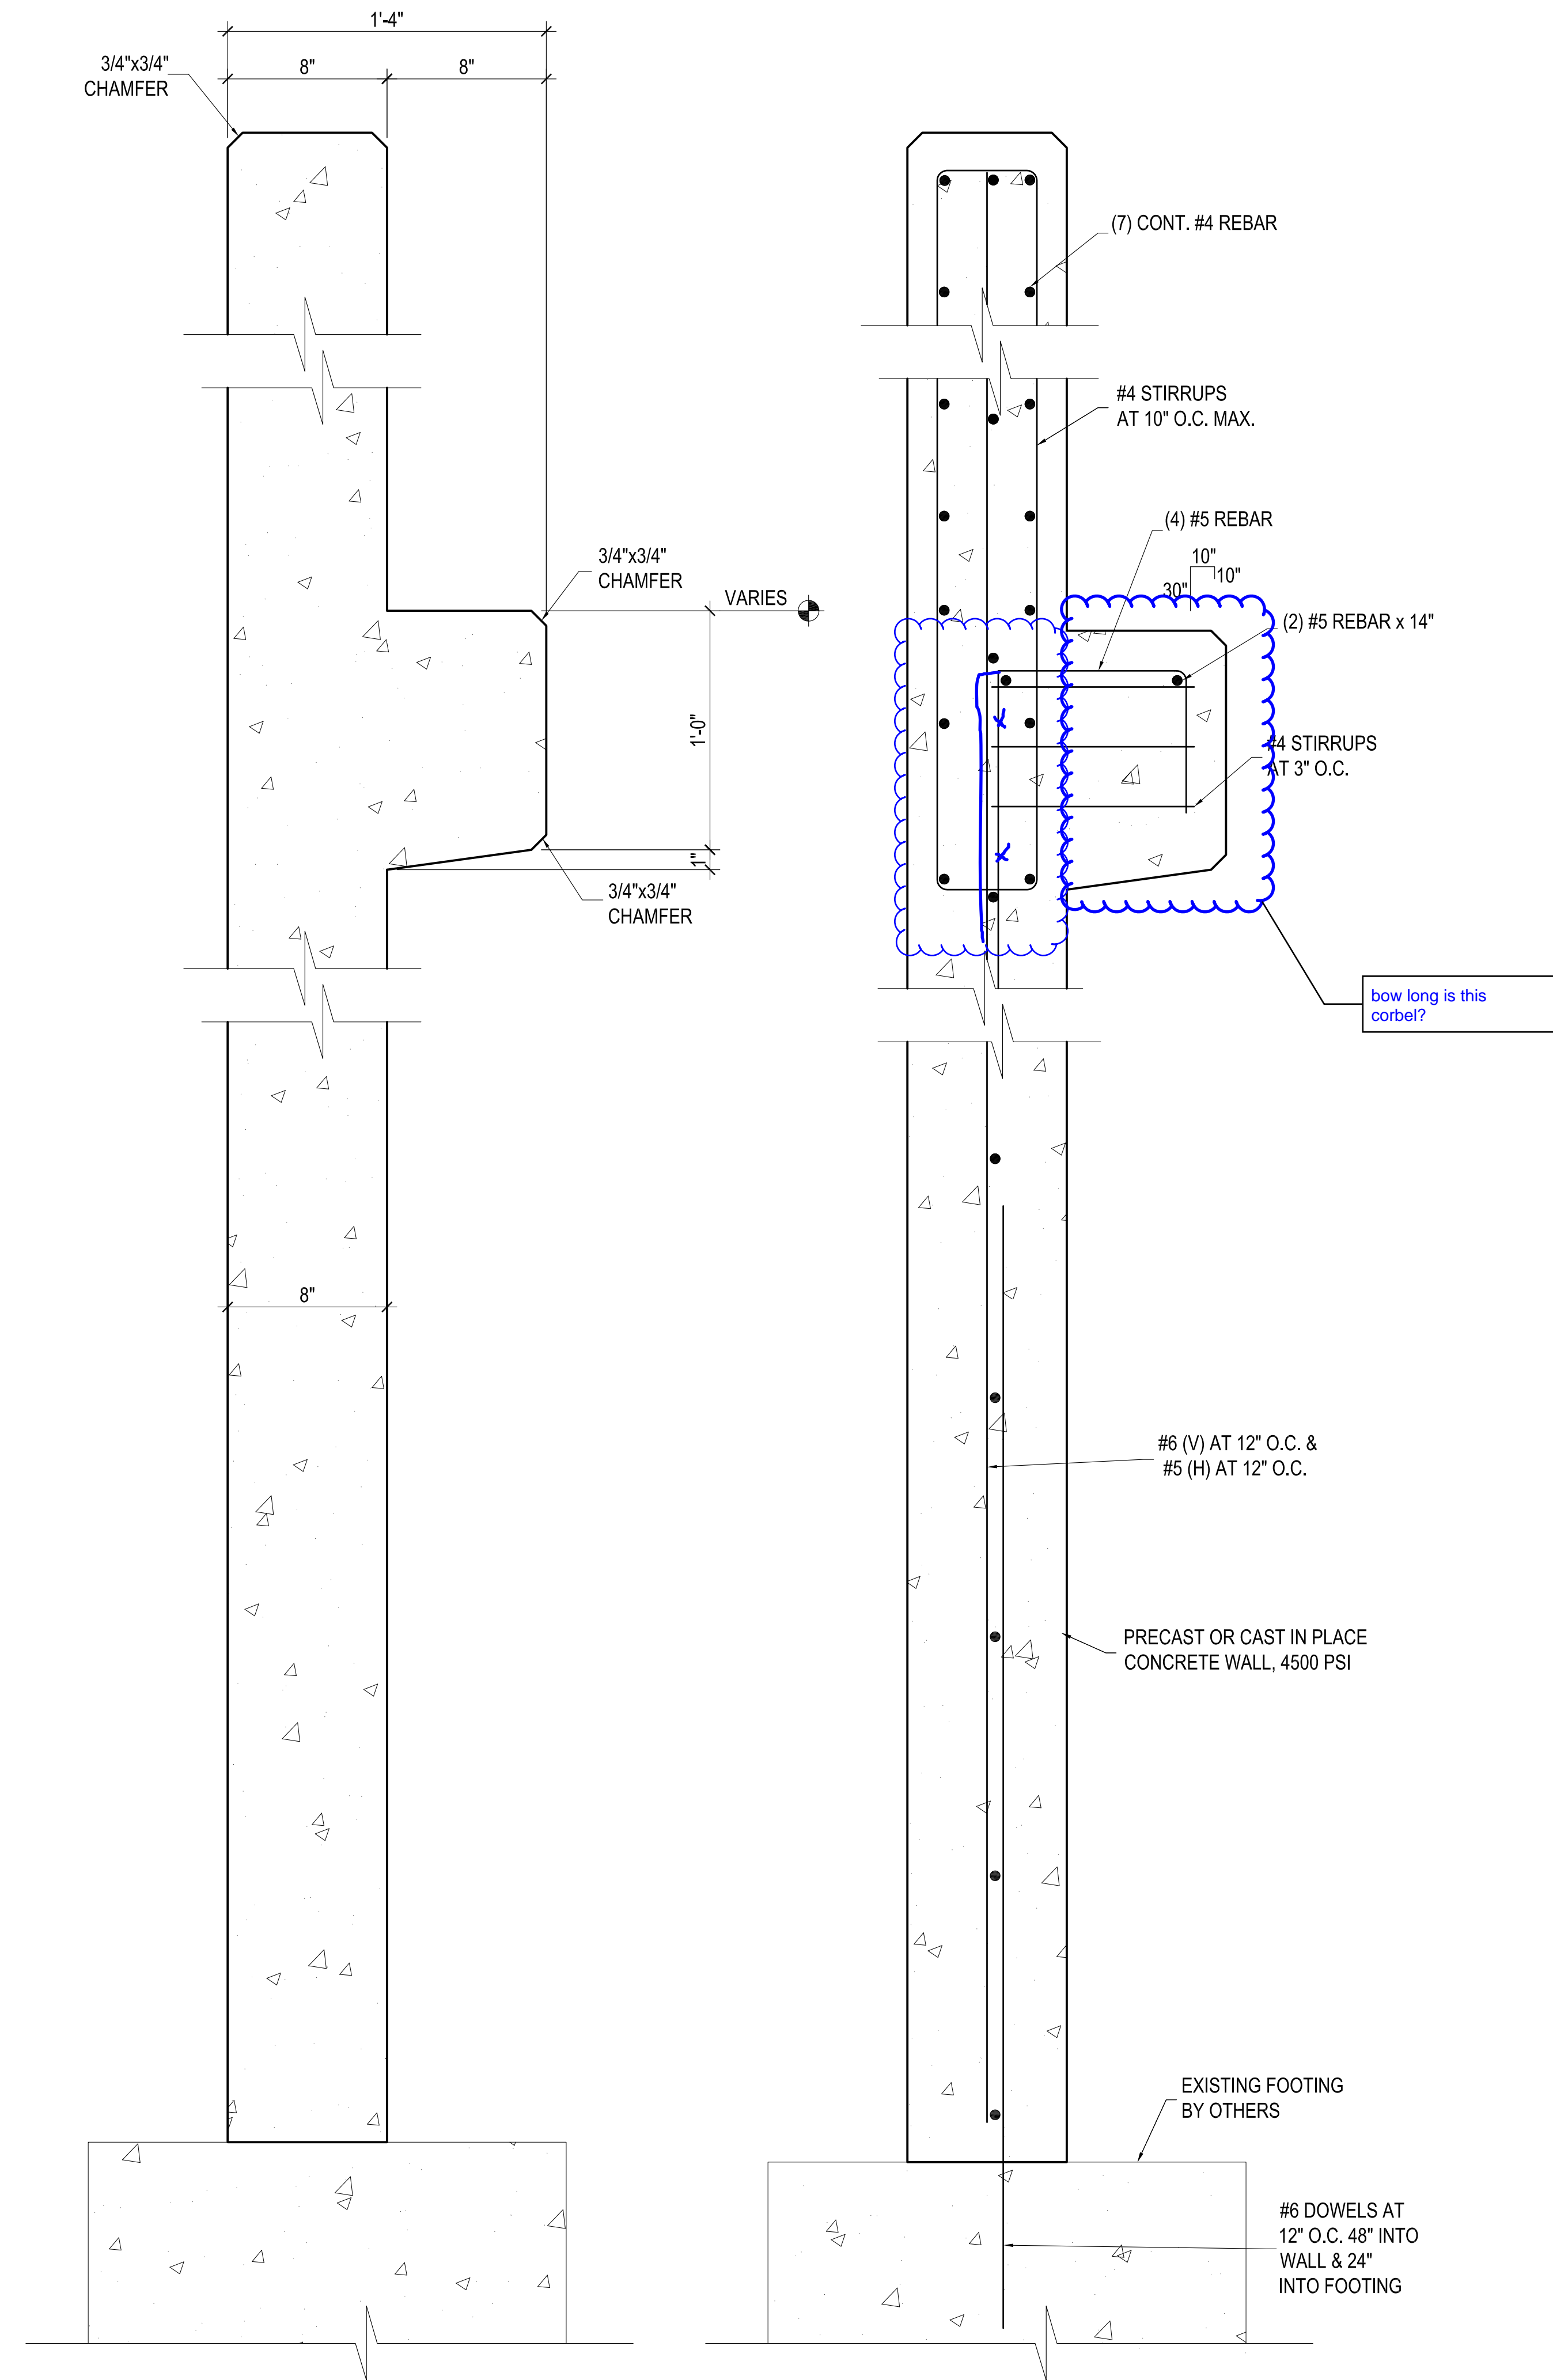 1'-4"
8"
8"
3/4"x3/4"
CHAMFER
3/4"x3/4"
CHAMFER
VARIES
1'-0"
1"
3/4"x3/4"
CHAMFER
8"
(7) CONT. #4 REBAR
#4 STIRRUPS
AT 10" O.C. MAX.
(4) #5 REBAR
10"
10"
30"
(2) #5 REBAR x 14"
#4 STIRRUPS
AT 3" O.C.
bow long is this
corbel?
#6 (V) AT 12" O.C. &
#5 (H) AT 12" O.C.
PRECAST OR CAST IN PLACE
CONCRETE WALL, 4500 PSI
EXISTING FOOTING
BY OTHERS
#6 DOWELS AT
12" O.C. 48" INTO
WALL & 24"
INTO FOOTING